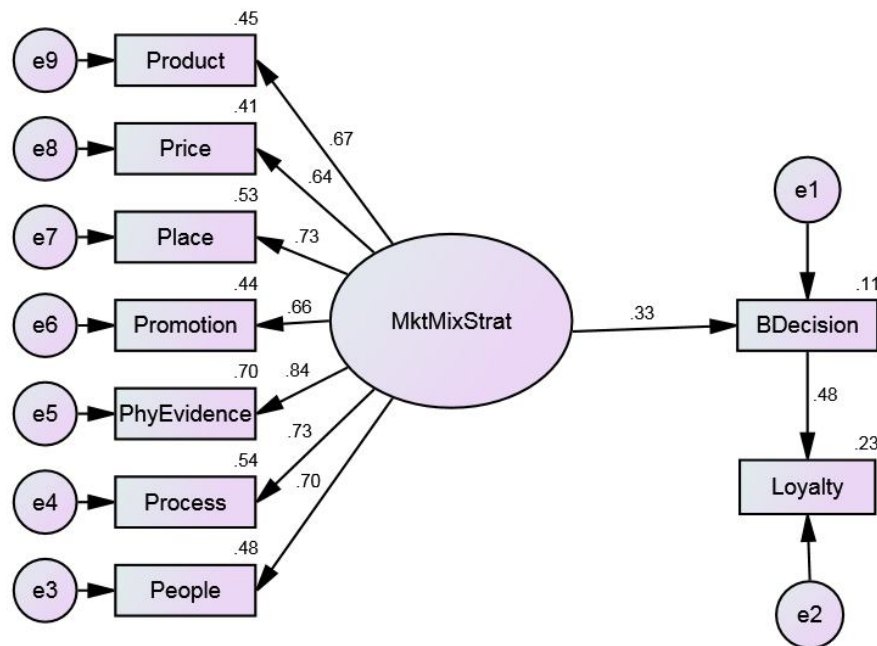 .45
e9 Product
.67
.41
e8 Price
.64
.53
e7 Place
.73
.44
e6 Promotion
.66
.70
e5 PhyEvidence
.84
.54
e4 Process
.73
.48
e3 People
.70
MktMixStrat
.33
e1
.11
BDecision
.48
.23
Loyalty
e2